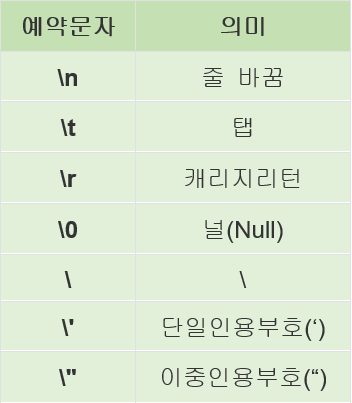 예약문자 의미
\n 줄 바꿈
\t 탭
\r 캐리지리턴
\0 널(Null)
\ \
\' 단일인용부호(‘)
\" 이중인용부호(“)